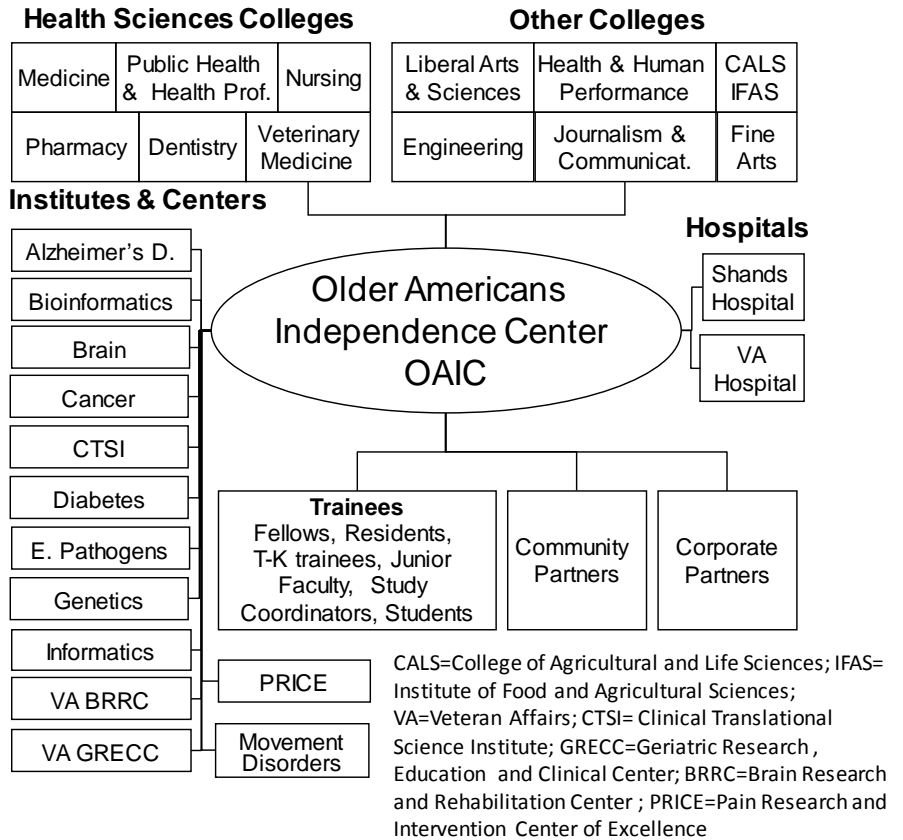 Health Sciences Colleges
Medicine
Public Health
& Health Prof.
Nursing
Pharmacy
Dentistry
Veterinary
Medicine
Other Colleges
Liberal Arts
& Sciences
Health & Human
Performance
CALS
IFAS
Engineering
Journalism &
Communicat.
Fine
Arts
Institutes & Centers
Alzheimer's D.
Bioinformatics
Brain
Cancer
CTSI
Diabetes
E. Pathogens
Genetics
Informatics
VA BRRC
VA GRECC
PRICE
Movement
Disorders
Older Americans
Independence Center
OAIC
Hospitals
Shands
Hospital
VA
Hospital
Trainees
Fellows, Residents,
T-K trainees, Junior
Faculty, Study
Coordinators, Students
Community
Partners
Corporate
Partners
CALS=College of Agricultural and Life Sciences; IFAS=
Institute of Food and Agricultural Sciences;
VA=Veteran Affairs; CTSI= Clinical Translational
Science Institute; GRECC=Geriatric Research ,
Education and Clinical Center; BRRC=Brain Research
and Rehabilitation Center ; PRICE=Pain Research and
Intervention Center of Excellence